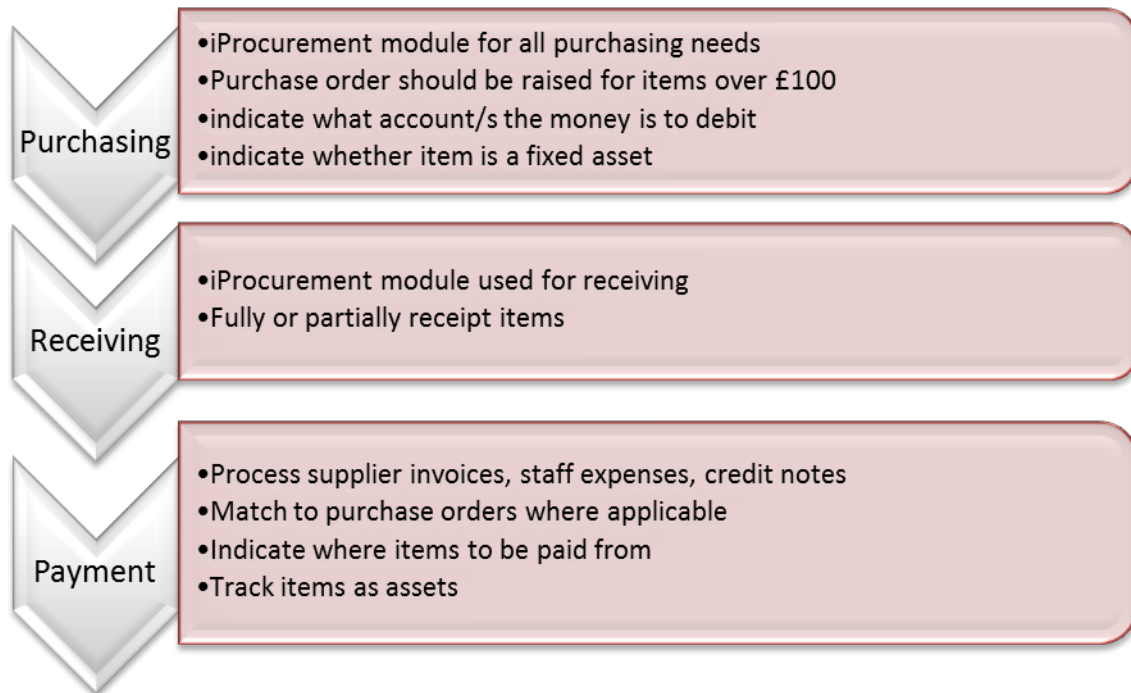 Purchasing
•iProcurement module for all purchasing needs
•Purchase order should be raised for items over £100
•indicate what account/s the money is to debit
•indicate whether item is a fixed asset
Receiving
•iProcurement module used for receiving
•Fully or partially receipt items
Payment
•Process supplier invoices, staff expenses, credit notes
•Match to purchase orders where applicable
•Indicate where items to be paid from
•Track items as assets